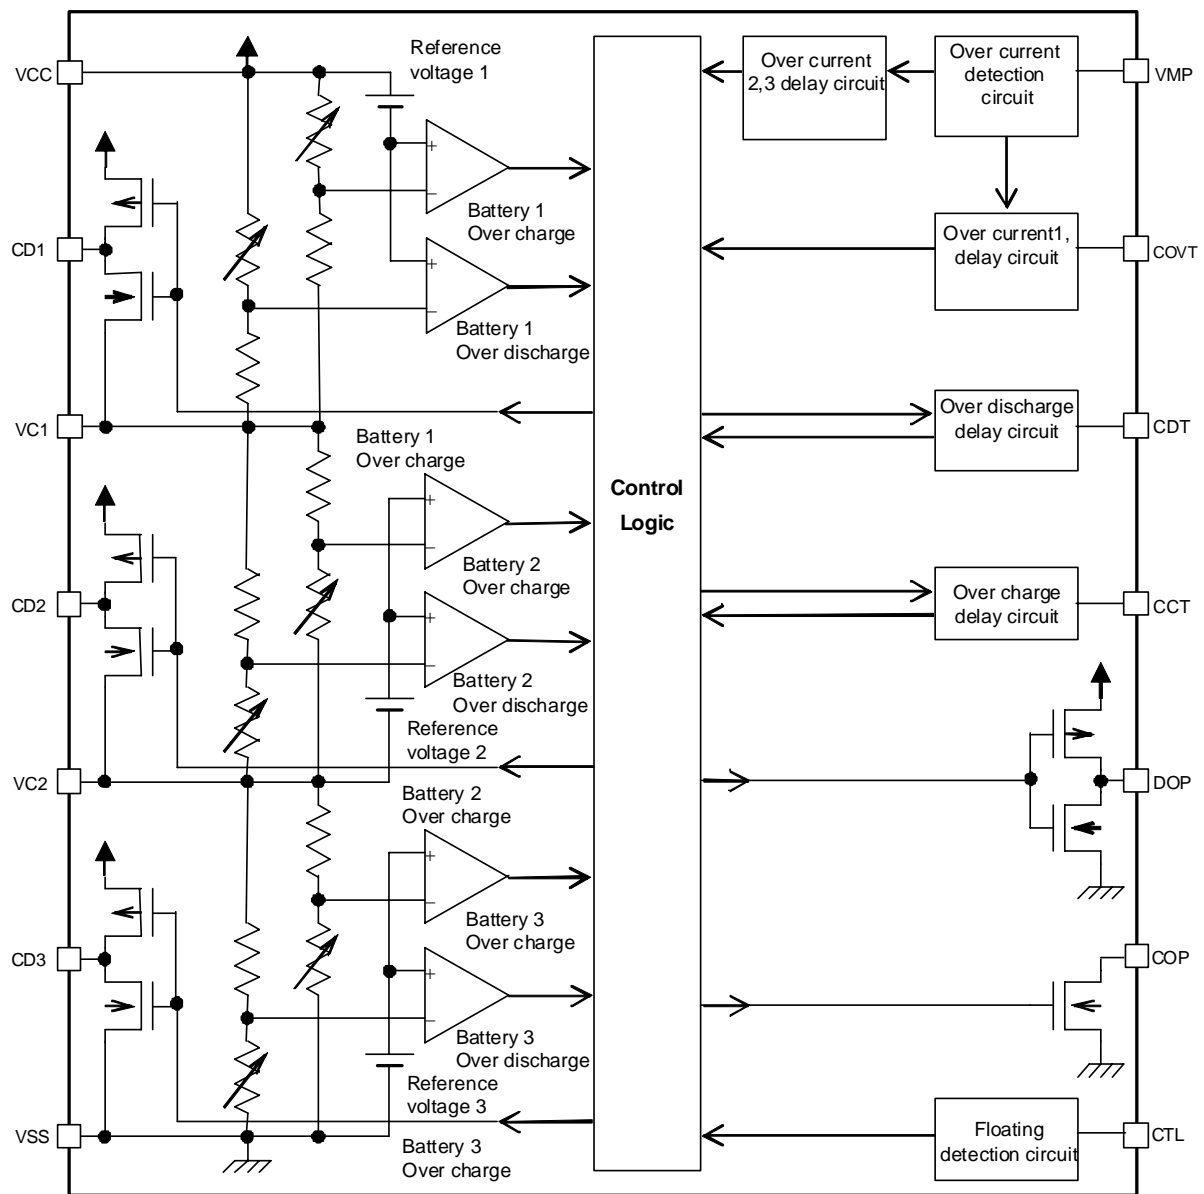 VCC
CD1
VC1
CD2
VC2
CD3
VSS
Reference
voltage 1
+
−
Battery 1
Over charge
+
−
Battery 1
Over discharge
Battery 1
Over charge
+
−
Battery 2
Over charge
+
−
Battery 2
Over discharge
Reference
voltage 2
Battery 2
Over charge
+
−
Battery 3
Over charge
+
−
Battery 3
Over discharge
Reference
voltage 3
Battery 3
Over charge
Control
Logic
Over current
2,3 delay circuit
Over current
detection
circuit
Over current1,
delay circuit
Over discharge
delay circuit
Over charge
delay circuit
Floating
detection circuit
VMP
COVT
CDT
CCT
DOP
COP
CTL